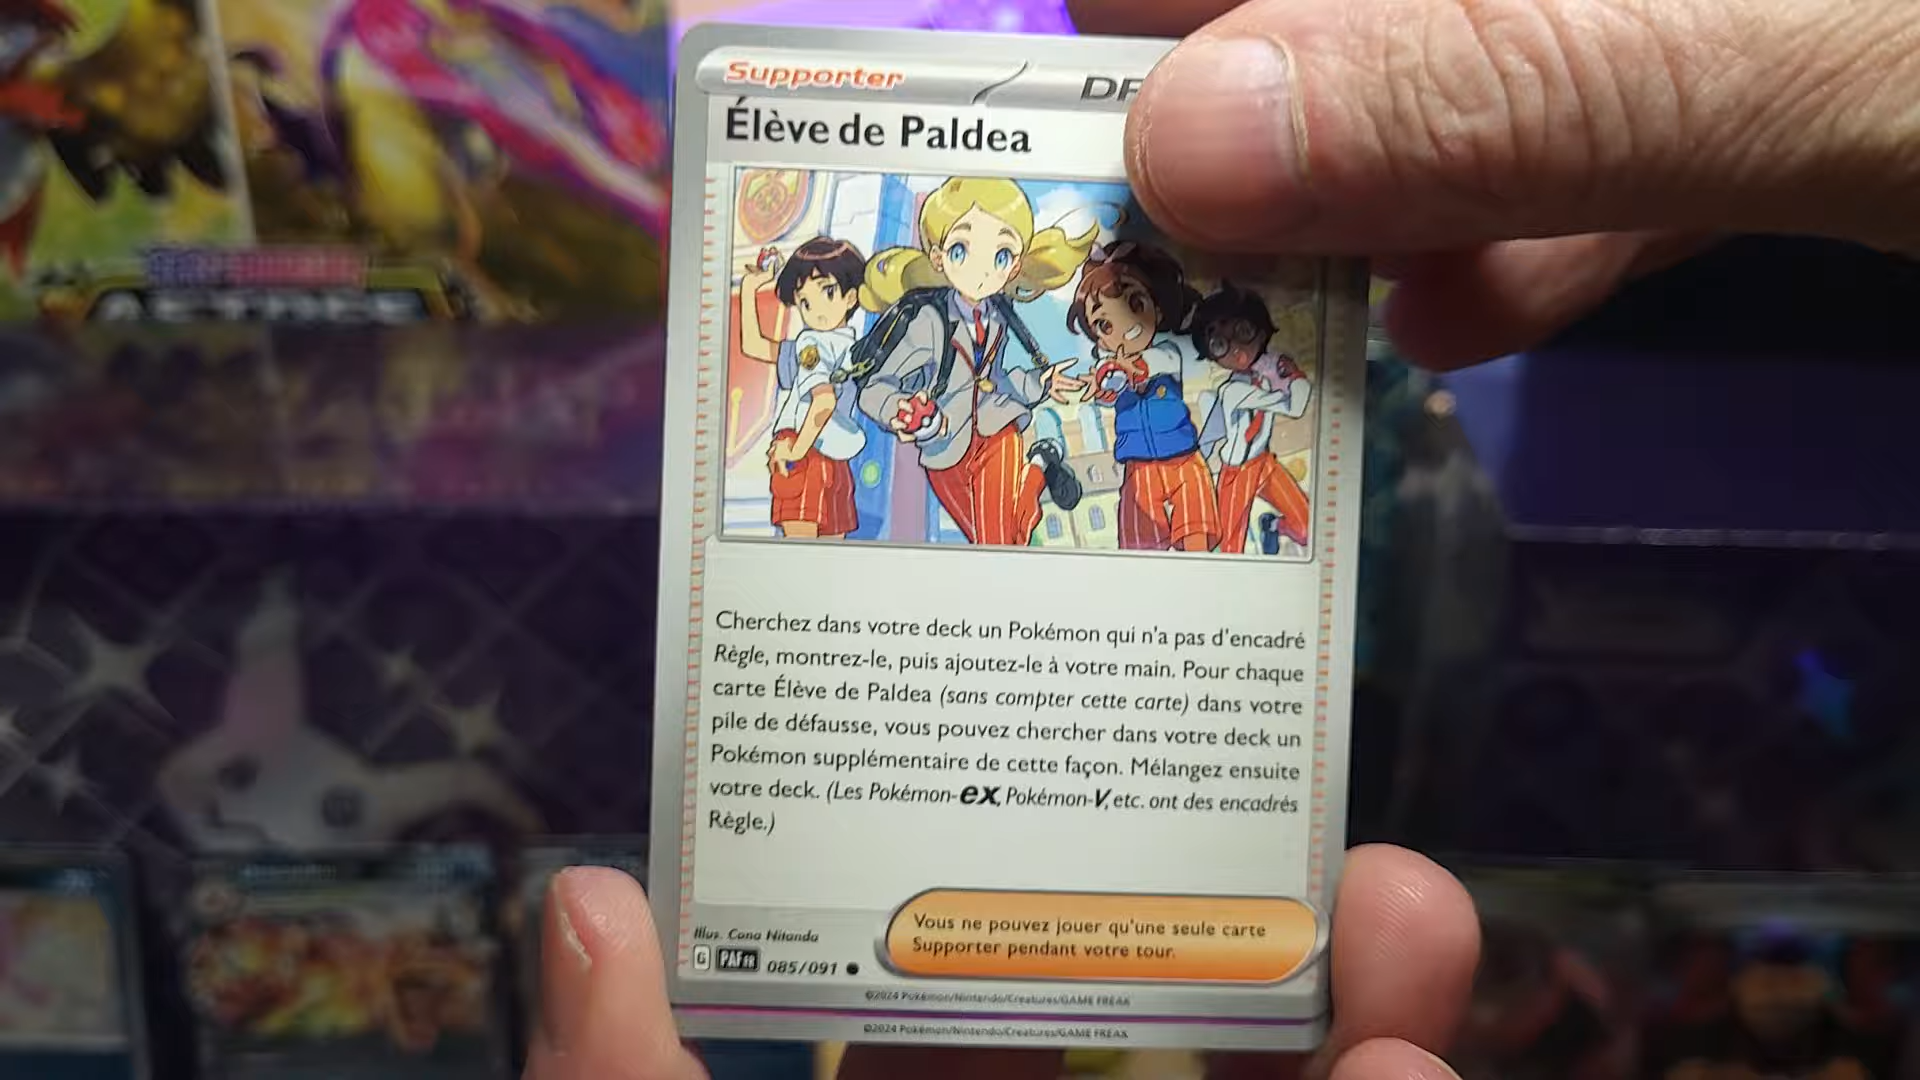 Supporter
DR
Élève de Paldea
Cherchez dans votre deck un Pokémon qui n'a pas d'encadré
Règle, montrez-le, puis ajoutez-le à votre main. Pour chaque
carte Élève de Paldea (sans compter cette carte) dans votre
pile de défausse, vous pouvez chercher dans votre deck un
Pokémon supplémentaire de cette façon. Mélangez ensuite
votre deck. (Les Pokémon-ex, Pokémon-V, etc. ont des encadrés
Règle.)
Vous ne pouvez jouer qu'une seule carte
Supporter pendant votre tour.
Illus. Cona Nitanda
G PAF FR 085/091
©2024 Pokémon/Nintendo/Creatures/GAME FREAK
©2024 Pokémon/Nintendo/Creatures/GAME FREAK